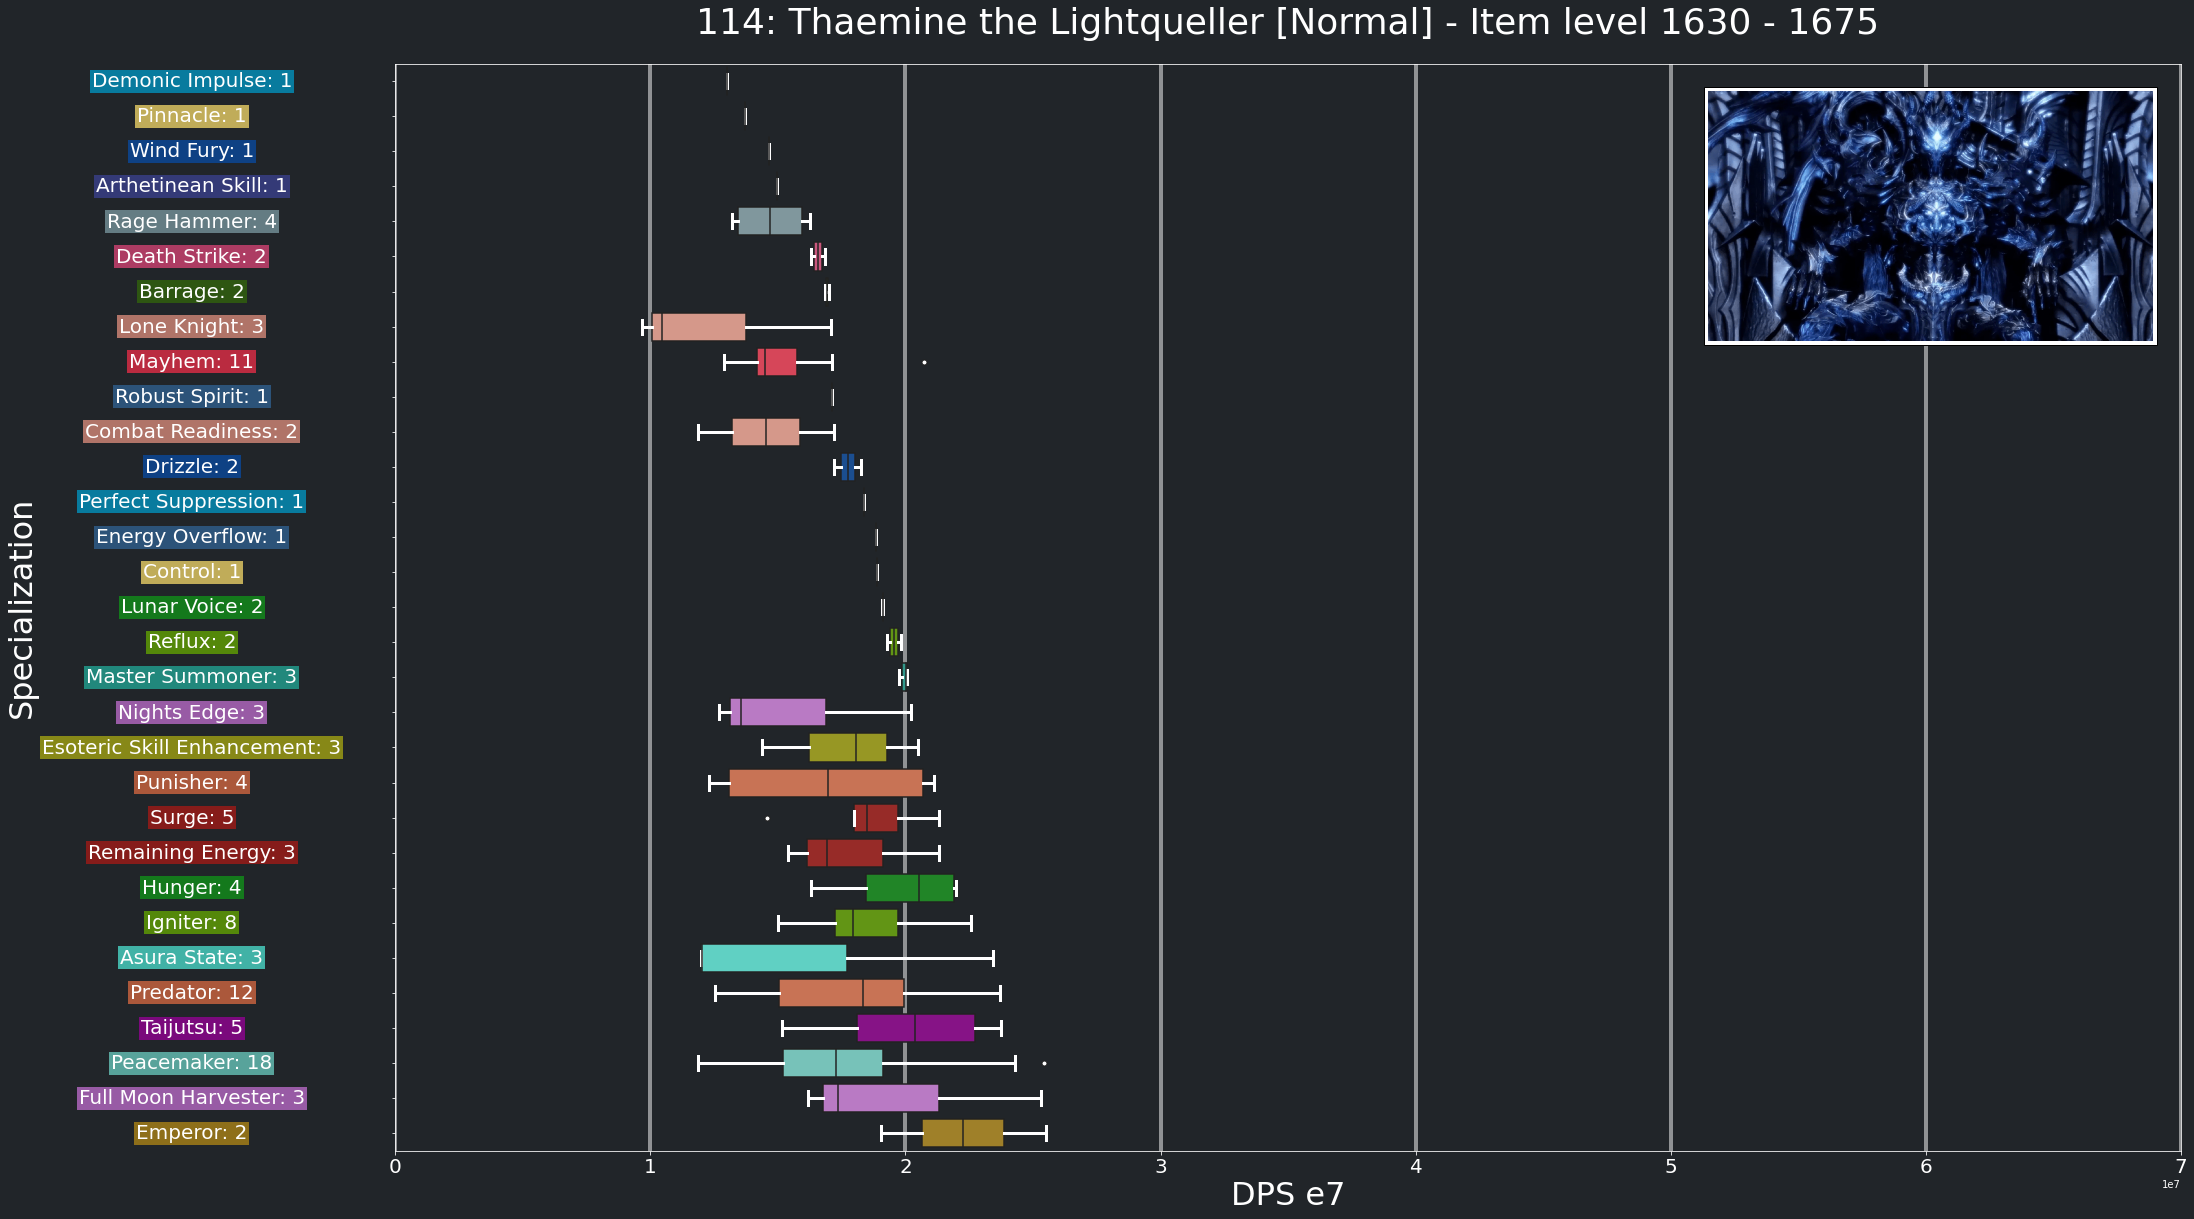 114: Thaemine the Lightqueller [Normal] - Item level 1630 - 1675
Demonic Impulse: 1
Pinnacle: 1
Wind Fury: 1
Arthetinean Skill: 1
Rage Hammer: 4
Death Strike: 2
Barrage: 2
Lone Knight: 3
Mayhem: 11
Robust Spirit: 1
Combat Readiness: 2
Drizzle: 2
Perfect Suppression: 1
Energy Overflow: 1
Control: 1
Lunar Voice: 2
Reflux: 2
Master Summoner: 3
Nights Edge: 3
Esoteric Skill Enhancement: 3
Punisher: 4
Surge: 5
Remaining Energy: 3
Hunger: 4
Igniter: 8
Asura State: 3
Predator: 12
Taijutsu: 5
Peacemaker: 18
Full Moon Harvester: 3
Emperor: 2
Specialization
0 1 2 3 4 5 6 7
DPS e7
1e7